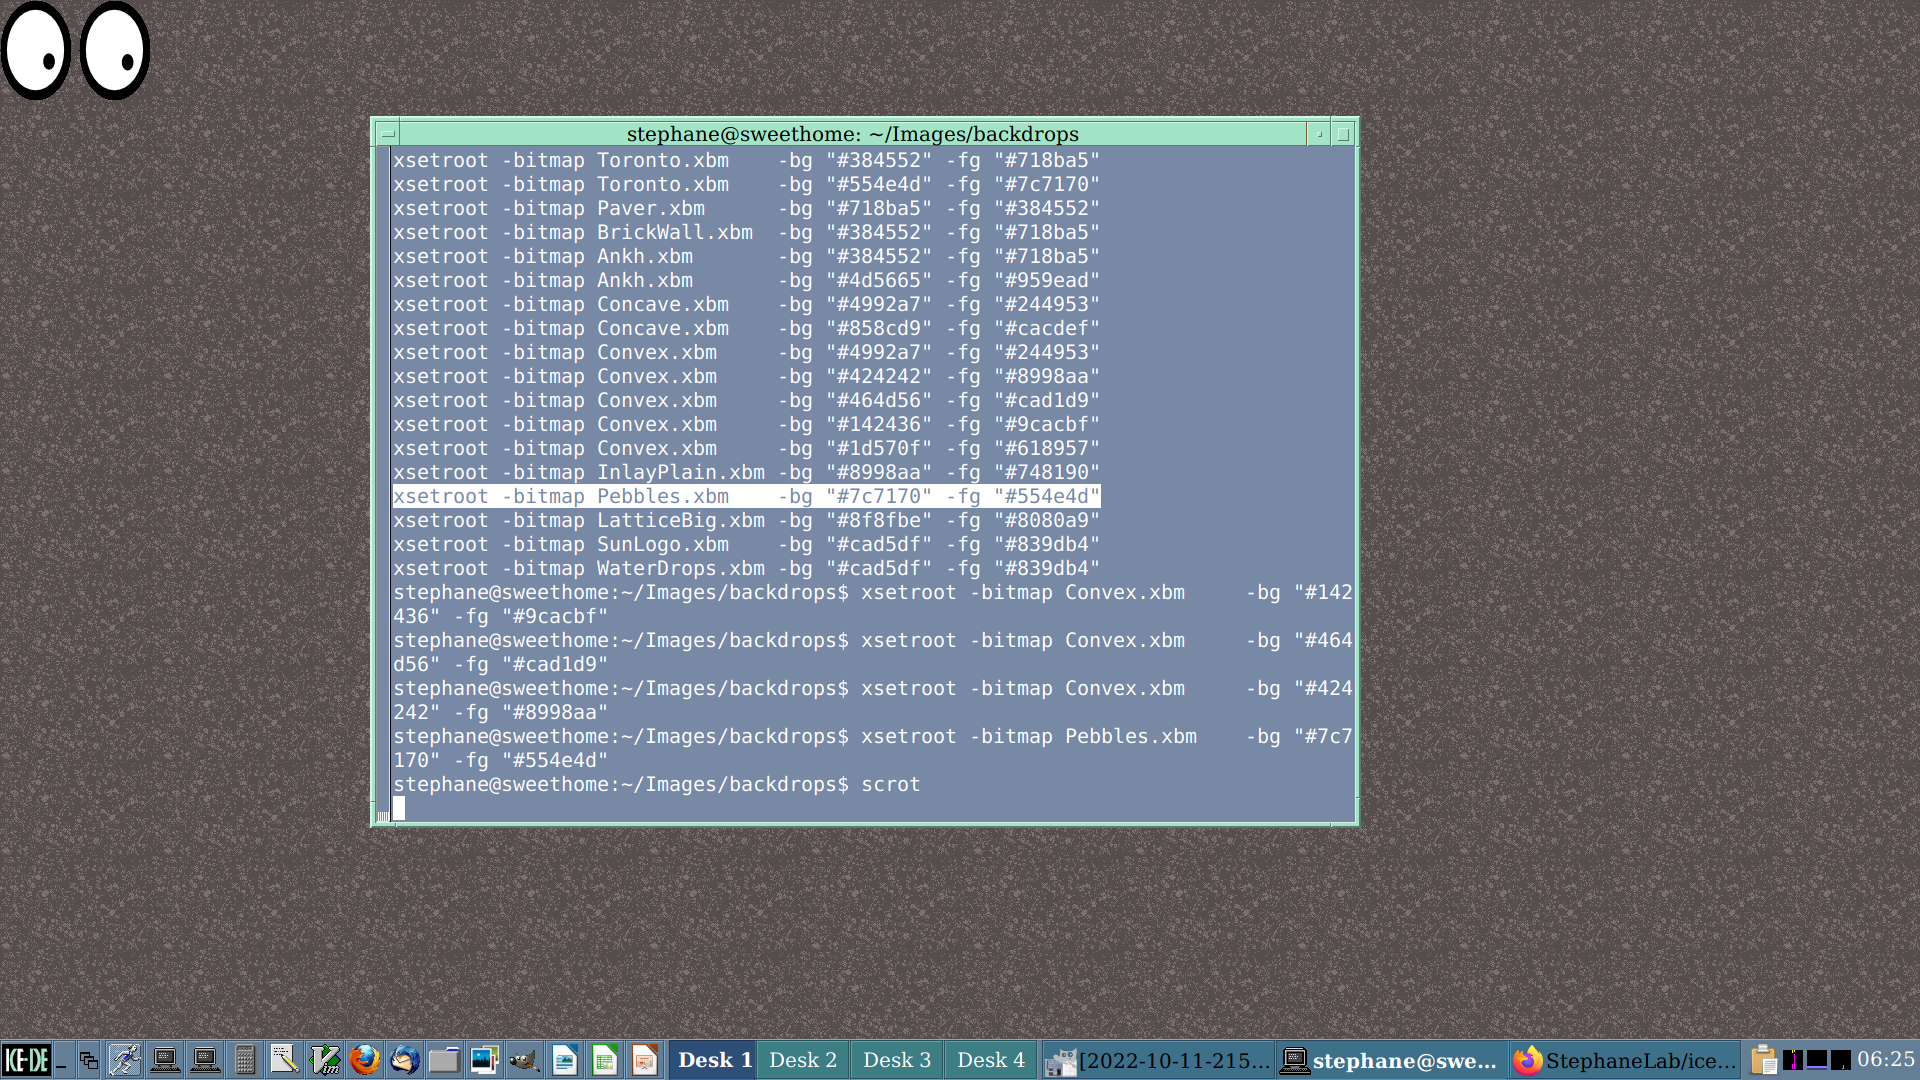 stephane@sweethome: ~/Images/backdrops
xsetroot -bitmap Toronto.xbm    -bg "#384552" -fg "#718ba5"
xsetroot -bitmap Toronto.xbm    -bg "#554e4d" -fg "#7c7170"
xsetroot -bitmap Paver.xbm      -bg "#718ba5" -fg "#384552"
xsetroot -bitmap BrickWall.xbm  -bg "#384552" -fg "#718ba5"
xsetroot -bitmap Ankh.xbm       -bg "#384552" -fg "#718ba5"
xsetroot -bitmap Ankh.xbm       -bg "#4d5665" -fg "#959ead"
xsetroot -bitmap Concave.xbm    -bg "#4992a7" -fg "#244953"
xsetroot -bitmap Concave.xbm    -bg "#858cd9" -fg "#cacdef"
xsetroot -bitmap Convex.xbm     -bg "#4992a7" -fg "#244953"
xsetroot -bitmap Convex.xbm     -bg "#424242" -fg "#8998aa"
xsetroot -bitmap Convex.xbm     -bg "#464d56" -fg "#cad1d9"
xsetroot -bitmap Convex.xbm     -bg "#142436" -fg "#9cacbf"
xsetroot -bitmap Convex.xbm     -bg "#1d570f" -fg "#618957"
xsetroot -bitmap InlayPlain.xbm -bg "#8998aa" -fg "#748190"
xsetroot -bitmap Pebbles.xbm    -bg "#7c7170" -fg "#554e4d"
xsetroot -bitmap LatticeBig.xbm -bg "#8f8fbe" -fg "#8080a9"
xsetroot -bitmap SunLogo.xbm    -bg "#cad5df" -fg "#839db4"
xsetroot -bitmap WaterDrops.xbm -bg "#cad5df" -fg "#839db4"
stephane@sweethome:~/Images/backdrops$ xsetroot -bitmap Convex.xbm     -bg "#142
436" -fg "#9cacbf"
stephane@sweethome:~/Images/backdrops$ xsetroot -bitmap Convex.xbm     -bg "#464
d56" -fg "#cad1d9"
stephane@sweethome:~/Images/backdrops$ xsetroot -bitmap Convex.xbm     -bg "#424
242" -fg "#8998aa"
stephane@sweethome:~/Images/backdrops$ xsetroot -bitmap Pebbles.xbm    -bg "#7c7
170" -fg "#554e4d"
stephane@sweethome:~/Images/backdrops$ scrot
ICE-DE Vim Desk 1 Desk 2 Desk 3 Desk 4 [2022-10-11-215... stephane@swe... StephaneLab/ice... 06:25